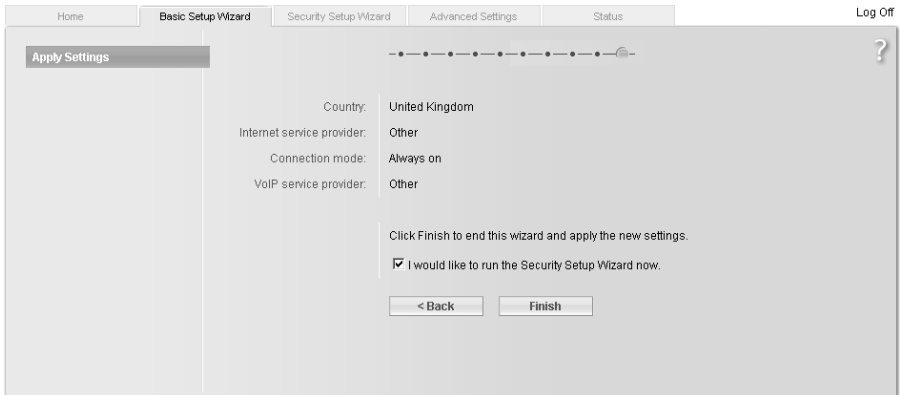 Home Basic Setup Wizard Security Setup Wizard Advanced Settings Status Log Off
Apply Settings
?
Country: United Kingdom
Internet service provider: Other
Connection mode: Always on
VoIP service provider: Other
Click Finish to end this wizard and apply the new settings.
I would like to run the Security Setup Wizard now.
< Back Finish